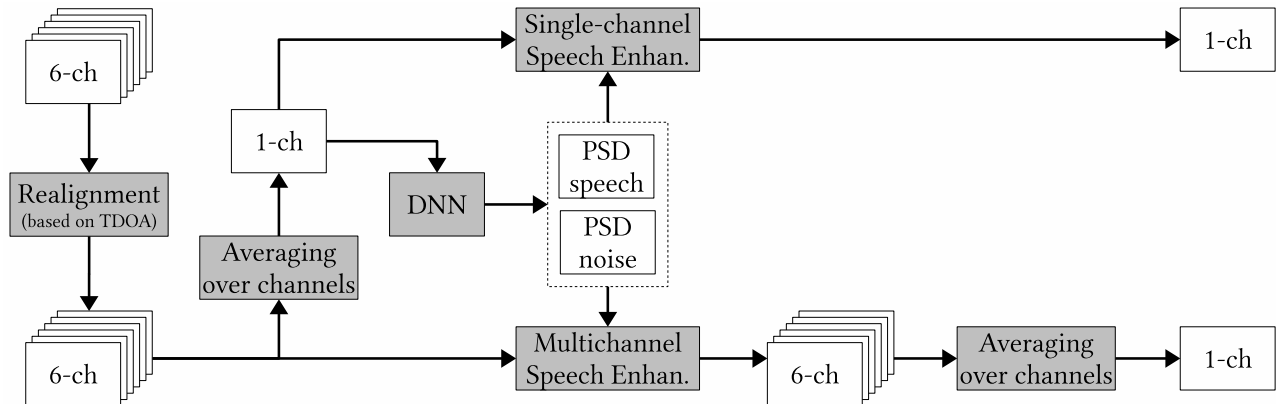 6-ch
Single-channel
Speech Enhan.
1-ch
1-ch
PSD
speech
Realignment
(based on TDOA)
DNN
PSD
noise
Averaging
over channels
6-ch
Multichannel
Speech Enhan.
6-ch
Averaging
over channels
1-ch